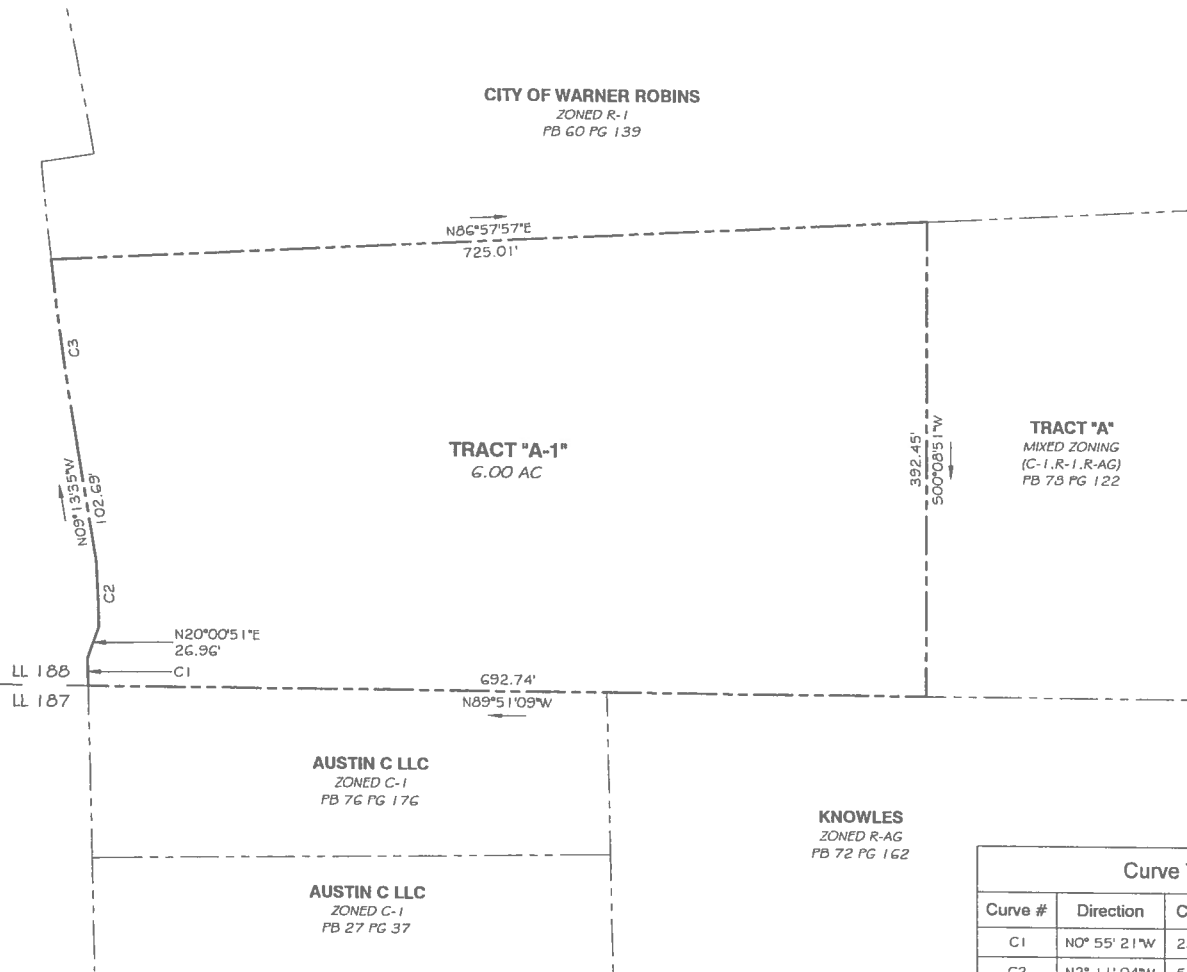 CITY OF WARNER ROBINS
ZONED R-1
PB 60 PG 139
N86°57'57"E
725.01'
C3
N09°13'35"W
102.69'
TRACT "A-1"
6.00 AC
392.45'
S00°08'51"W
TRACT "A"
MIXED ZONING
(C-1,R-1,R-AG)
PB 78 PG 122
C2
N20°00'51"E
26.96'
C1
LL 188
LL 187
692.74'
N89°51'09"W
AUSTIN C LLC
ZONED C-1
PB 76 PG 176
KNOWLES
ZONED R-AG
PB 72 PG 162
AUSTIN C LLC
ZONED C-1
PB 27 PG 37
Curve
Curve # Direction C
C1 N0° 55' 21"W 2
C2